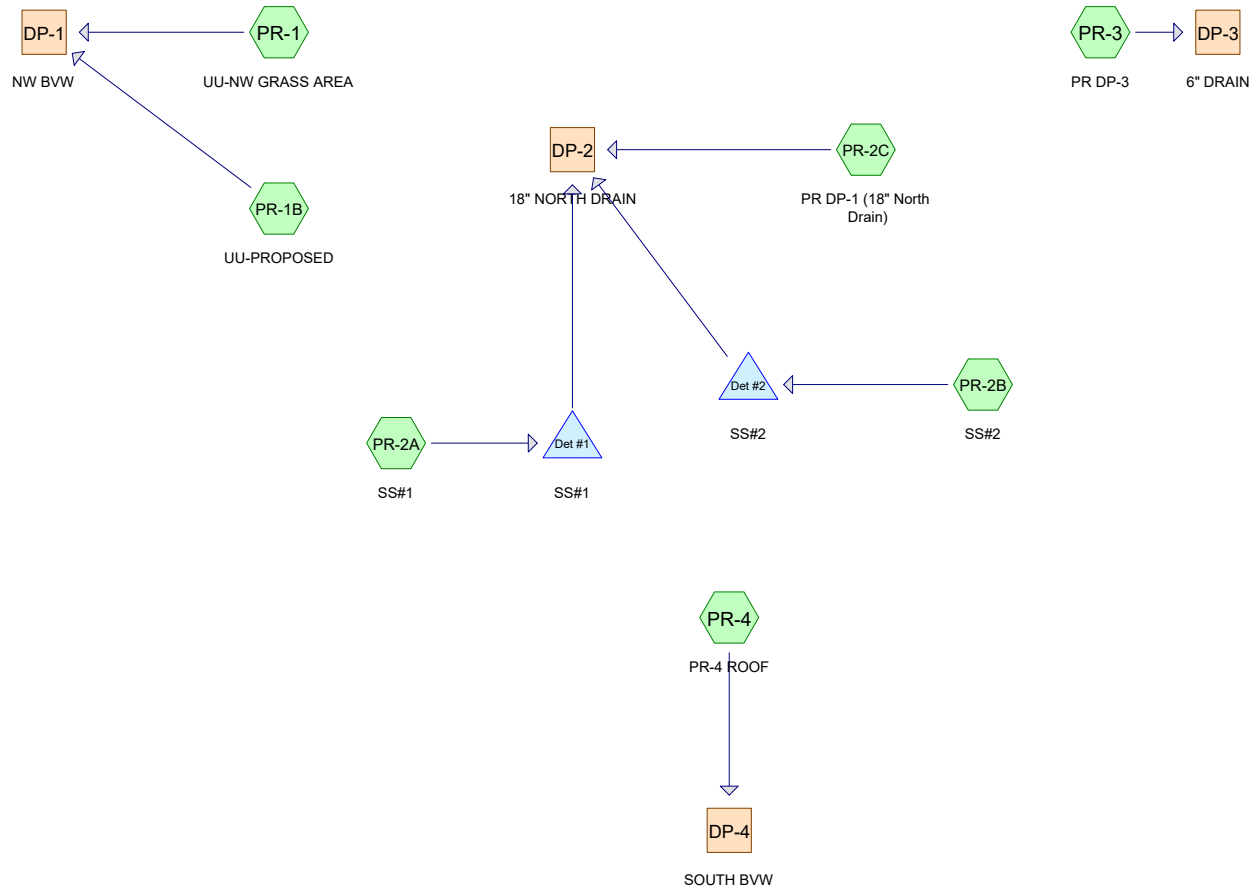 DP-1
NW BVW
PR-1
UU-NW GRASS AREA
PR-3
PR DP-3
DP-3
6" DRAIN
DP-2
18" NORTH DRAIN
PR-2C
PR DP-1 (18" North
Drain)
PR-1B
UU-PROPOSED
Det #2
SS#2
PR-2B
SS#2
PR-2A
SS#1
Det #1
SS#1
PR-4
PR-4 ROOF
DP-4
SOUTH BVW